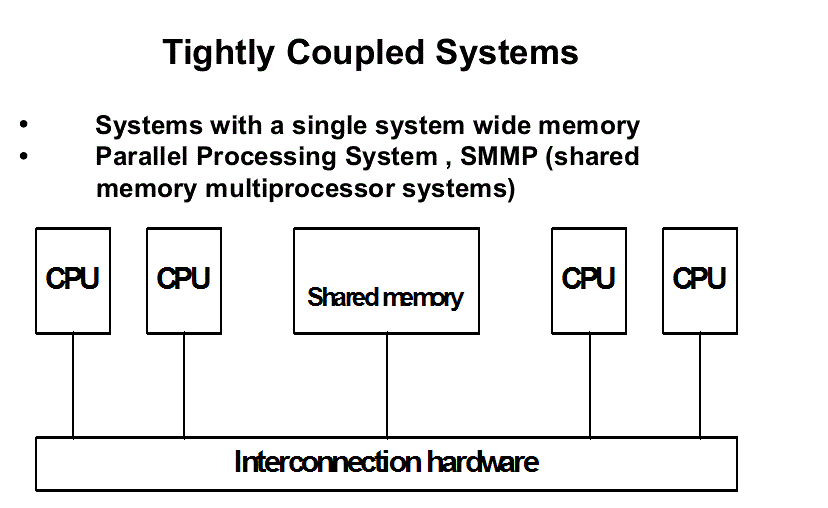 Tightly Coupled Systems
• Systems with a single system wide memory
• Parallel Processing System , SMMP (shared
memory multiprocessor systems)
CPU CPU Shared memory CPU CPU
Interconnection hardware